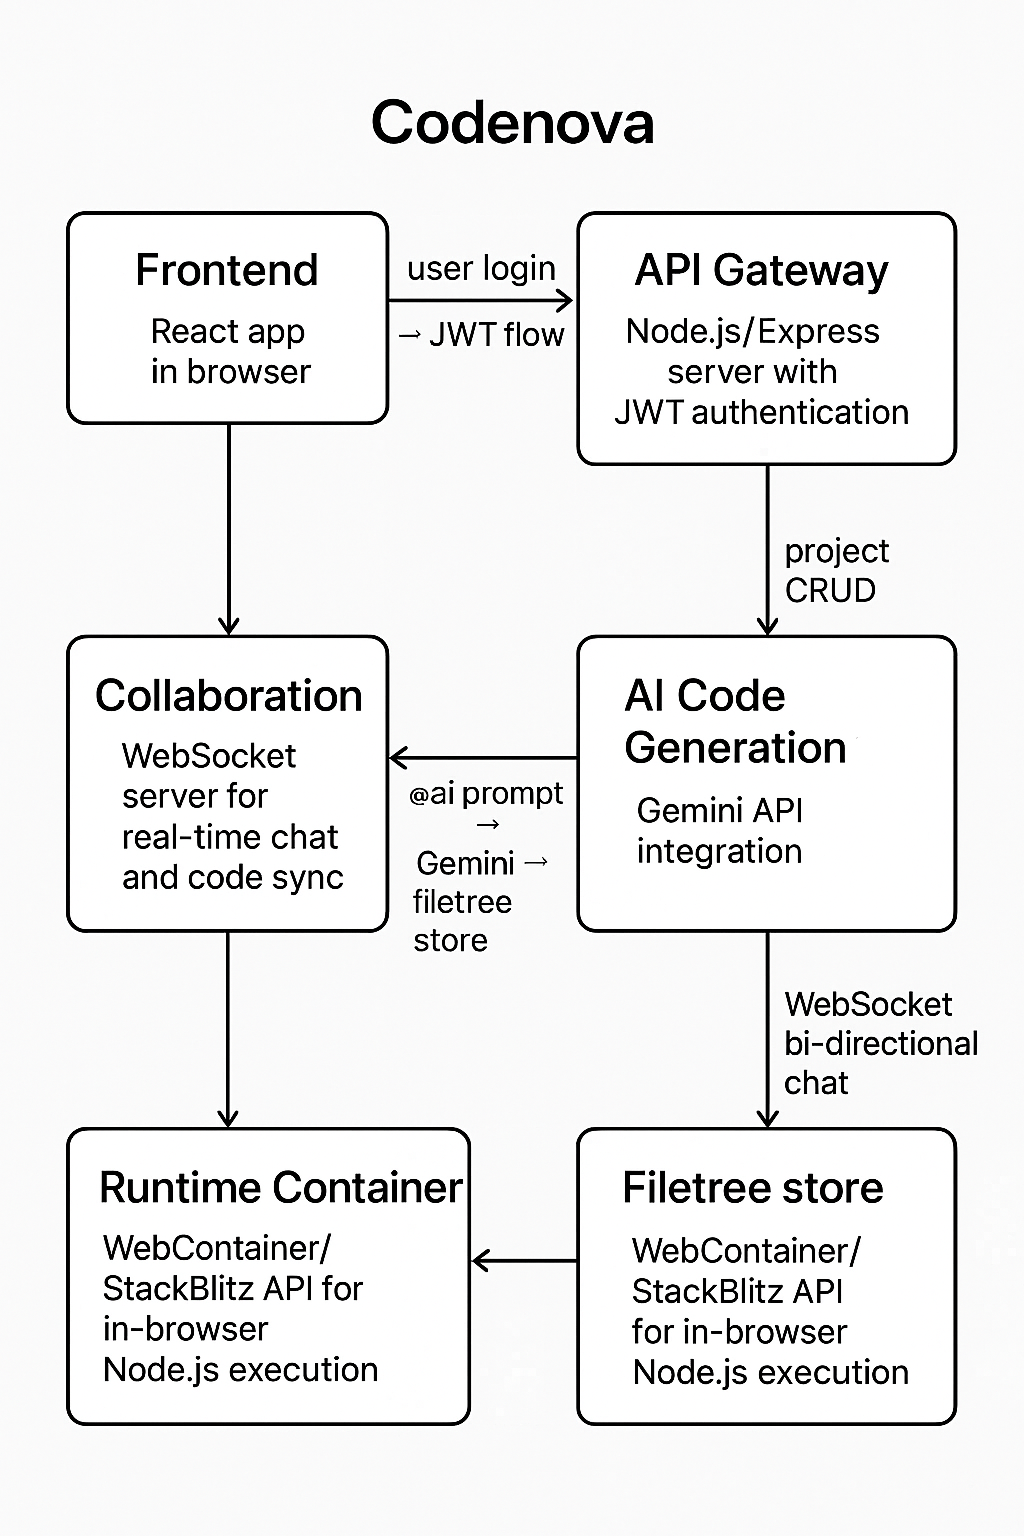 Codenova
Frontend
React app
in browser
user login
→ JWT flow
API Gateway
Node.js/Express
server with
JWT authentication
project
CRUD
Collaboration
WebSocket
server for
real-time chat
and code sync
@ai prompt
→
Gemini →
filetree
store
AI Code
Generation
Gemini API
integration
WebSocket
bi-directional
chat
Runtime Container
WebContainer/
StackBlitz API for
in-browser
Node.js execution
Filetree store
WebContainer/
StackBlitz API
for in-browser
Node.js execution